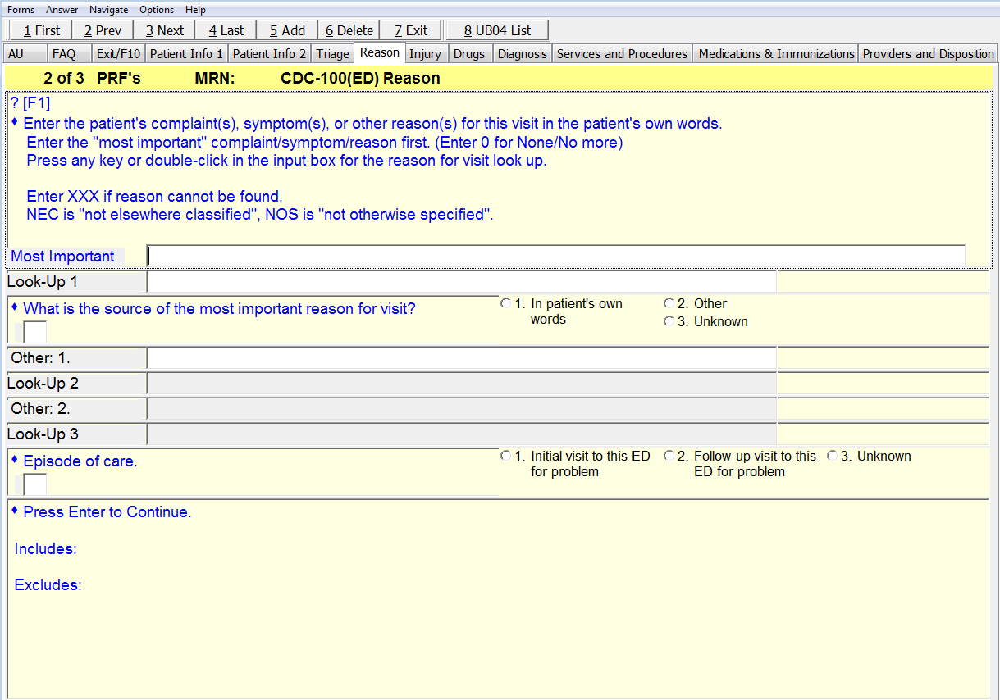 Forms Answer Navigate Options Help
1 First 2 Prev 3 Next 4 Last 5 Add 6 Delete 7 Exit 8 UB04 List
AU FAQ Exit/F10 Patient Info 1 Patient Info 2 Triage Reason Injury Drugs Diagnosis Services and Procedures Medications & Immunizations Providers and Disposition
2 of 3 PRF's MRN: CDC-100(ED) Reason
? [F1]
♦ Enter the patient's complaint(s), symptom(s), or other reason(s) for this visit in the patient's own words.
Enter the "most important" complaint/symptom/reason first. (Enter 0 for None/No more)
Press any key or double-click in the input box for the reason for visit look up.
Enter XXX if reason cannot be found.
NEC is "not elsewhere classified", NOS is "not otherwise specified".
Most Important
Look-Up 1
♦ What is the source of the most important reason for visit?
1. In patient's own
words
2. Other
3. Unknown
Other: 1.
Look-Up 2
Other: 2.
Look-Up 3
♦ Episode of care.
1. Initial visit to this ED
for problem
2. Follow-up visit to this
ED for problem
3. Unknown
♦ Press Enter to Continue.
Includes:
Excludes: